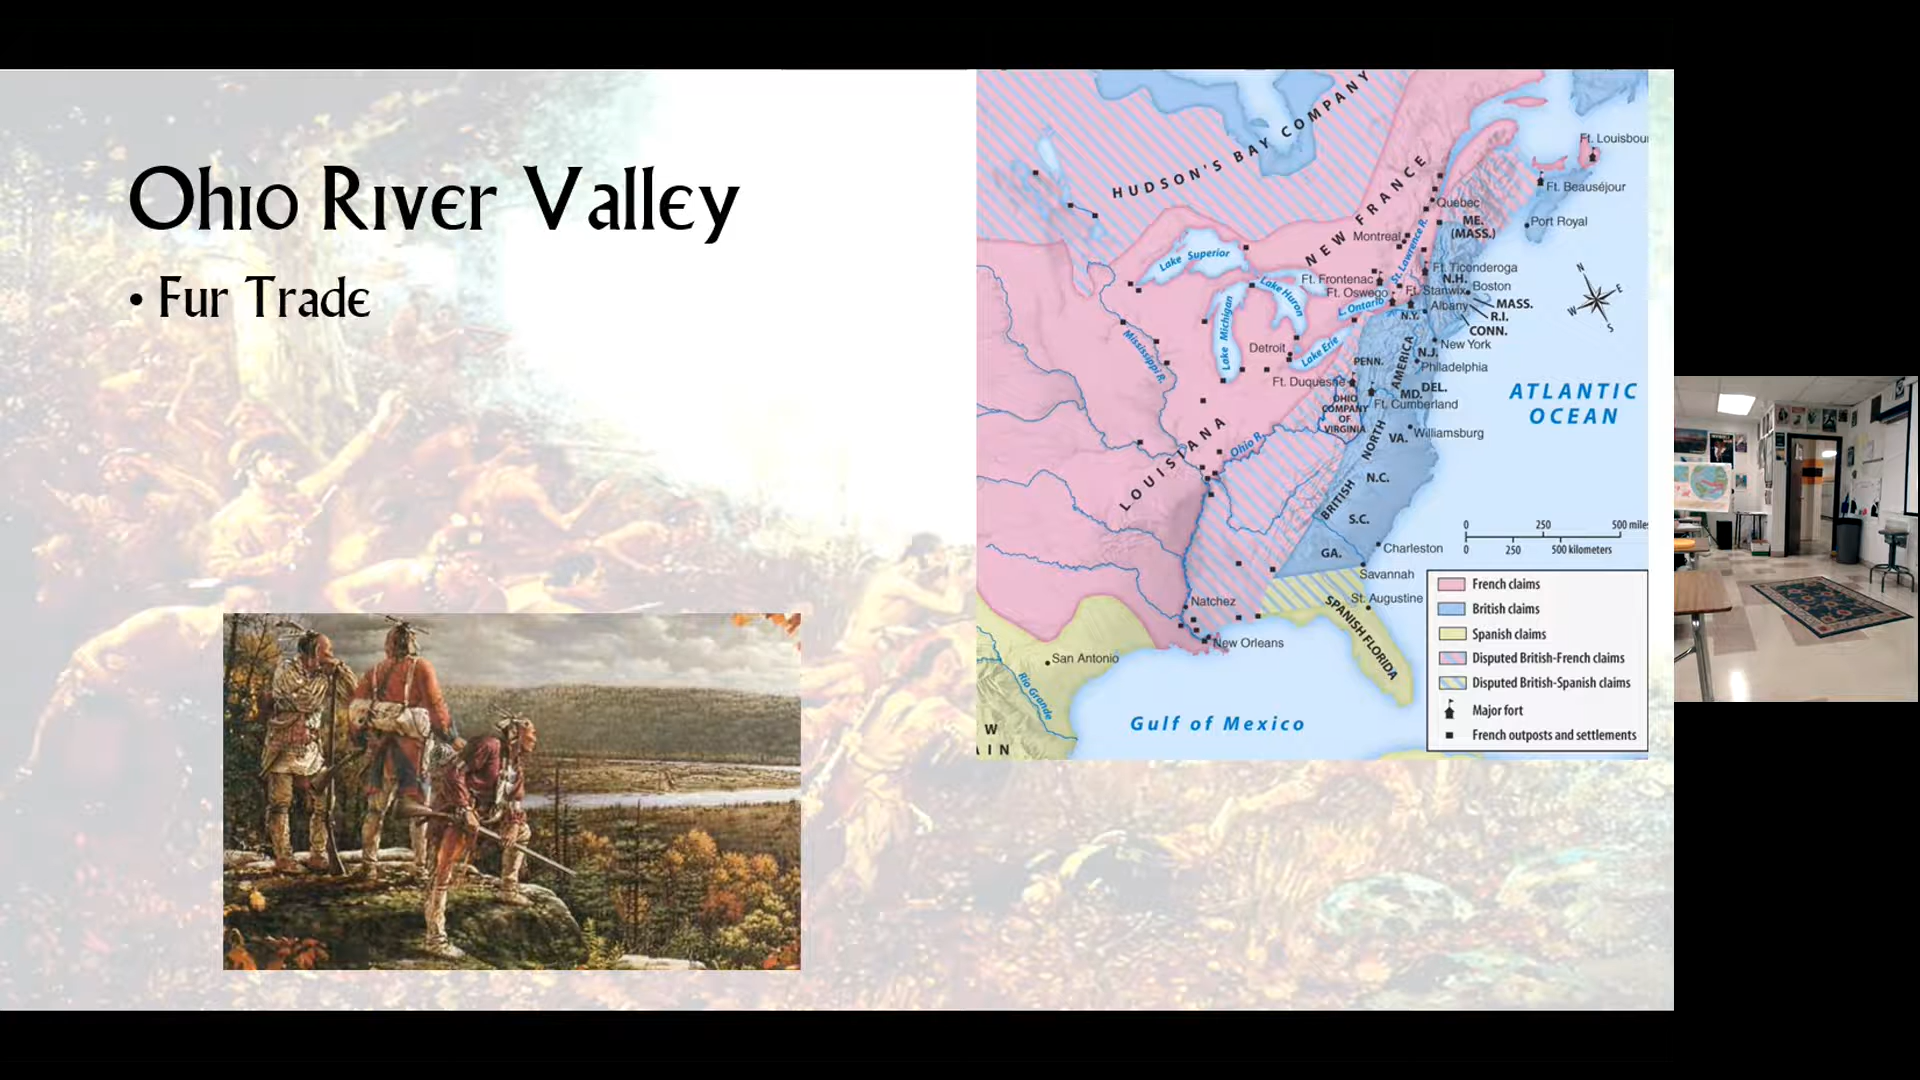 Ohio River Valley
• Fur Trade
HUDSON'S BAY COMPANY
NEW FRANCE
Ft. Louisbou
Ft. Beauséjour
Port Royal
Quebec
ME.
(MASS.)
Montreal
St. Lawrence R.
Lake Superior
Lake Huron
Lake Michigan
L. Ontario
Lake Erie
Ft. Frontenac
Ft. Oswego
Ft. Ticonderoga
N.H.
Ft. Stanwix
Boston
Albany
MASS.
N.Y.
R.I.
CONN.
New York
N.J.
Philadelphia
PENN.
Detroit
Mississippi R.
Ft. Duquesne
DEL.
MD.
Ft. Cumberland
OHIO
COMPANY
OF
VIRGINIA
VA.
Williamsburg
BRITISH NORTH AMERICA
ATLANTIC
OCEAN
N
E
S
W
LOUISIANA
Ohio R.
N.C.
S.C.
GA.
Charleston
Savannah
St. Augustine
SPANISH FLORIDA
Natchez
New Orleans
San Antonio
Rio Grande
W
AIN
Gulf of Mexico
0 250 500 mile
0 250 500 kilometers
French claims
British claims
Spanish claims
Disputed British-French claims
Disputed British-Spanish claims
Major fort
French outposts and settlements